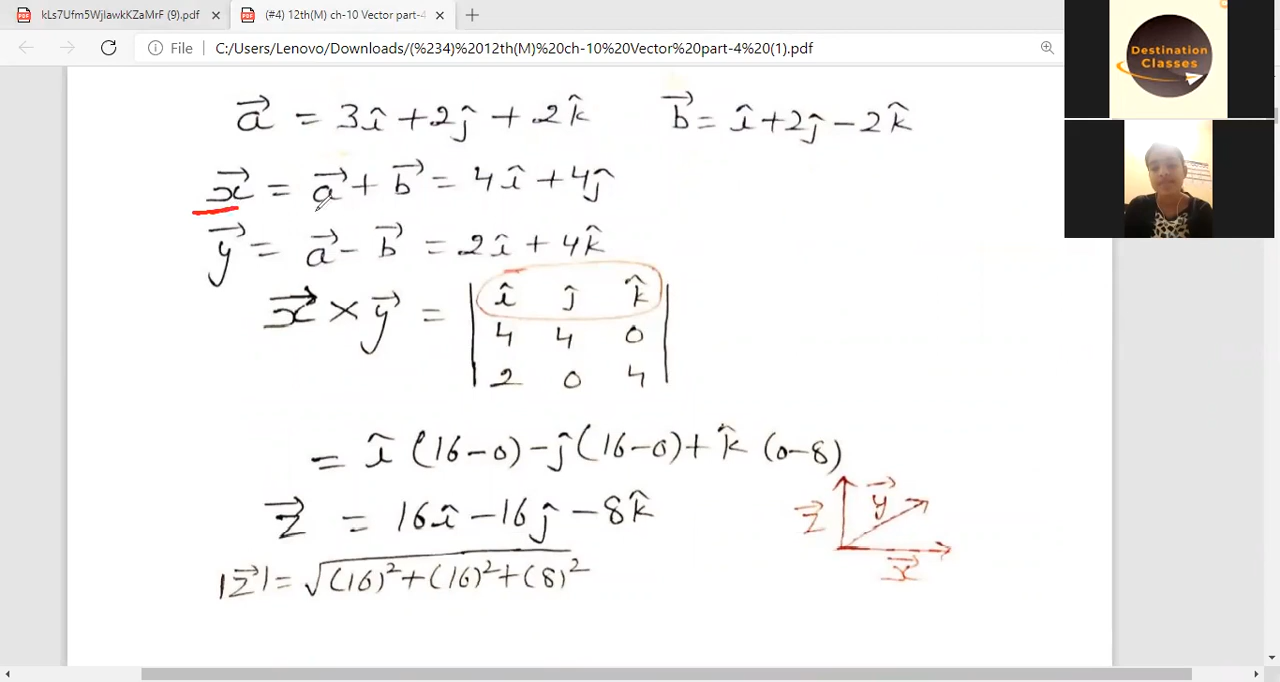 kLs7Ufm5WjlawkKZaMrF (9).pdf × (#4) 12th(M) ch-10 Vector part-4 × +
File | C:/Users/Lenovo/Downloads/(%234)%2012th(M)%20ch-10%20Vector%20part-4%20(1).pdf
Destination
Classes
a⃗ = 3î + 2ĵ + 2k̂ b⃗ = î + 2ĵ - 2k̂
x⃗ = a⃗ + b⃗ = 4î + 4ĵ
y⃗ = a⃗ - b⃗ = 2î + 4k̂
x⃗ × y⃗ = | î ĵ k̂ |
| 4 4 0 |
| 2 0 4 |
= î (16-0) - ĵ (16-0) + k̂ (0-8)
z⃗ = 16î - 16ĵ - 8k̂
|z⃗| = √(16)² + (16)² + (8)²
z⃗ y⃗
x⃗